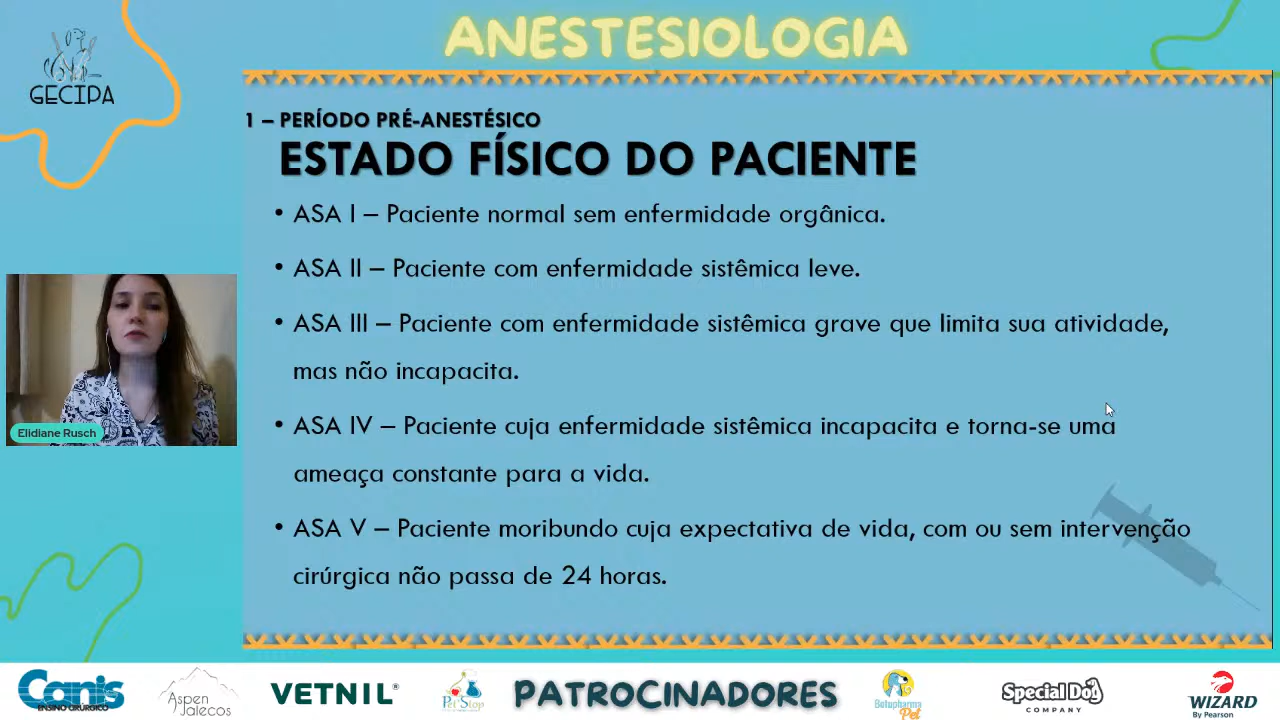 ANESTESIOLOGIA
GECIPA
1 – PERÍODO PRÉ-ANESTÉSICO
ESTADO FÍSICO DO PACIENTE
• ASA I – Paciente normal sem enfermidade orgânica.
• ASA II – Paciente com enfermidade sistêmica leve.
• ASA III – Paciente com enfermidade sistêmica grave que limita sua atividade,
mas não incapacita.
• ASA IV – Paciente cuja enfermidade sistêmica incapacita e torna-se uma
ameaça constante para a vida.
• ASA V – Paciente moribundo cuja expectativa de vida, com ou sem intervenção
cirúrgica não passa de 24 horas.
Elidiane Rusch
Canis
ENSINO CIRÚRGICO
Aspen
Jalecos
VETNIL®
Pet Stop
PATROCINADORES
Botupharma
Pet
Special Dog
COMPANY
WIZARD
By Pearson